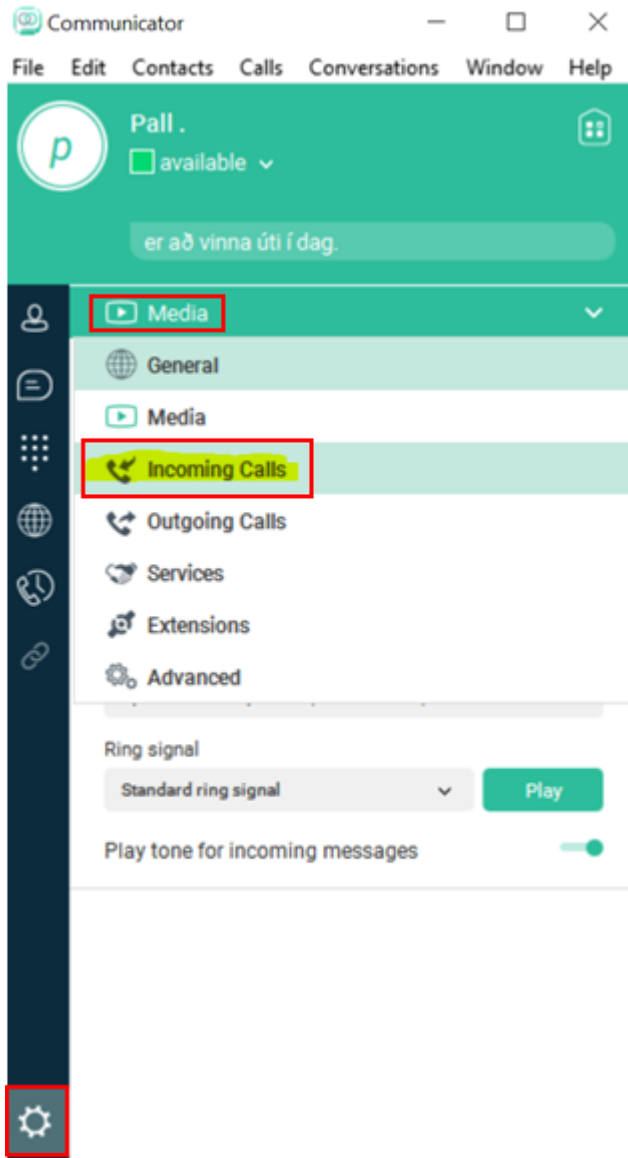 Communicator
File Edit Contacts Calls Conversations Window Help
p
Pall .
available
er að vinna úti í dag.
Media
General
Media
Incoming Calls
Outgoing Calls
Services
Extensions
Advanced
Ring signal
Standard ring signal
Play
Play tone for incoming messages